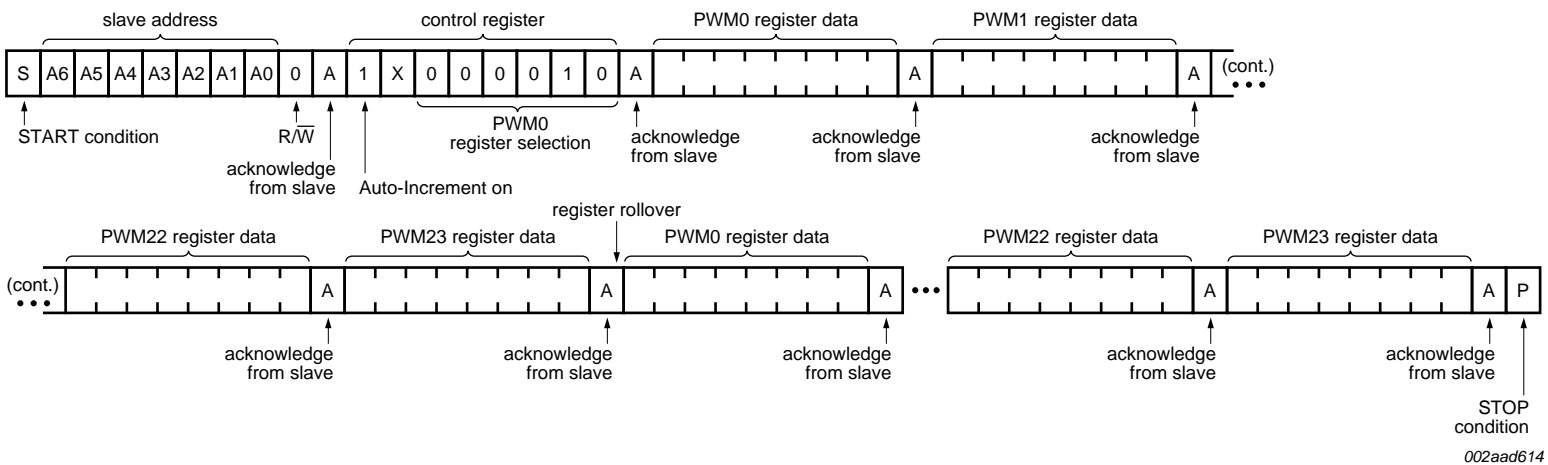 slave address control register PWM0 register data PWM1 register data
S A6 A5 A4 A3 A2 A1 A0 0 A 1 X 0 0 0 0 1 0 A A A (cont.)
START condition R/W̅ PWM0
register selection
acknowledge
from slave
acknowledge
from slave
acknowledge
from slave
acknowledge
from slave
Auto-Increment on
register rollover
PWM22 register data PWM23 register data PWM0 register data PWM22 register data PWM23 register data
(cont.) A A A ••• A A P
acknowledge
from slave
acknowledge
from slave
acknowledge
from slave
acknowledge
from slave
acknowledge
from slave
STOP
condition
002aad614